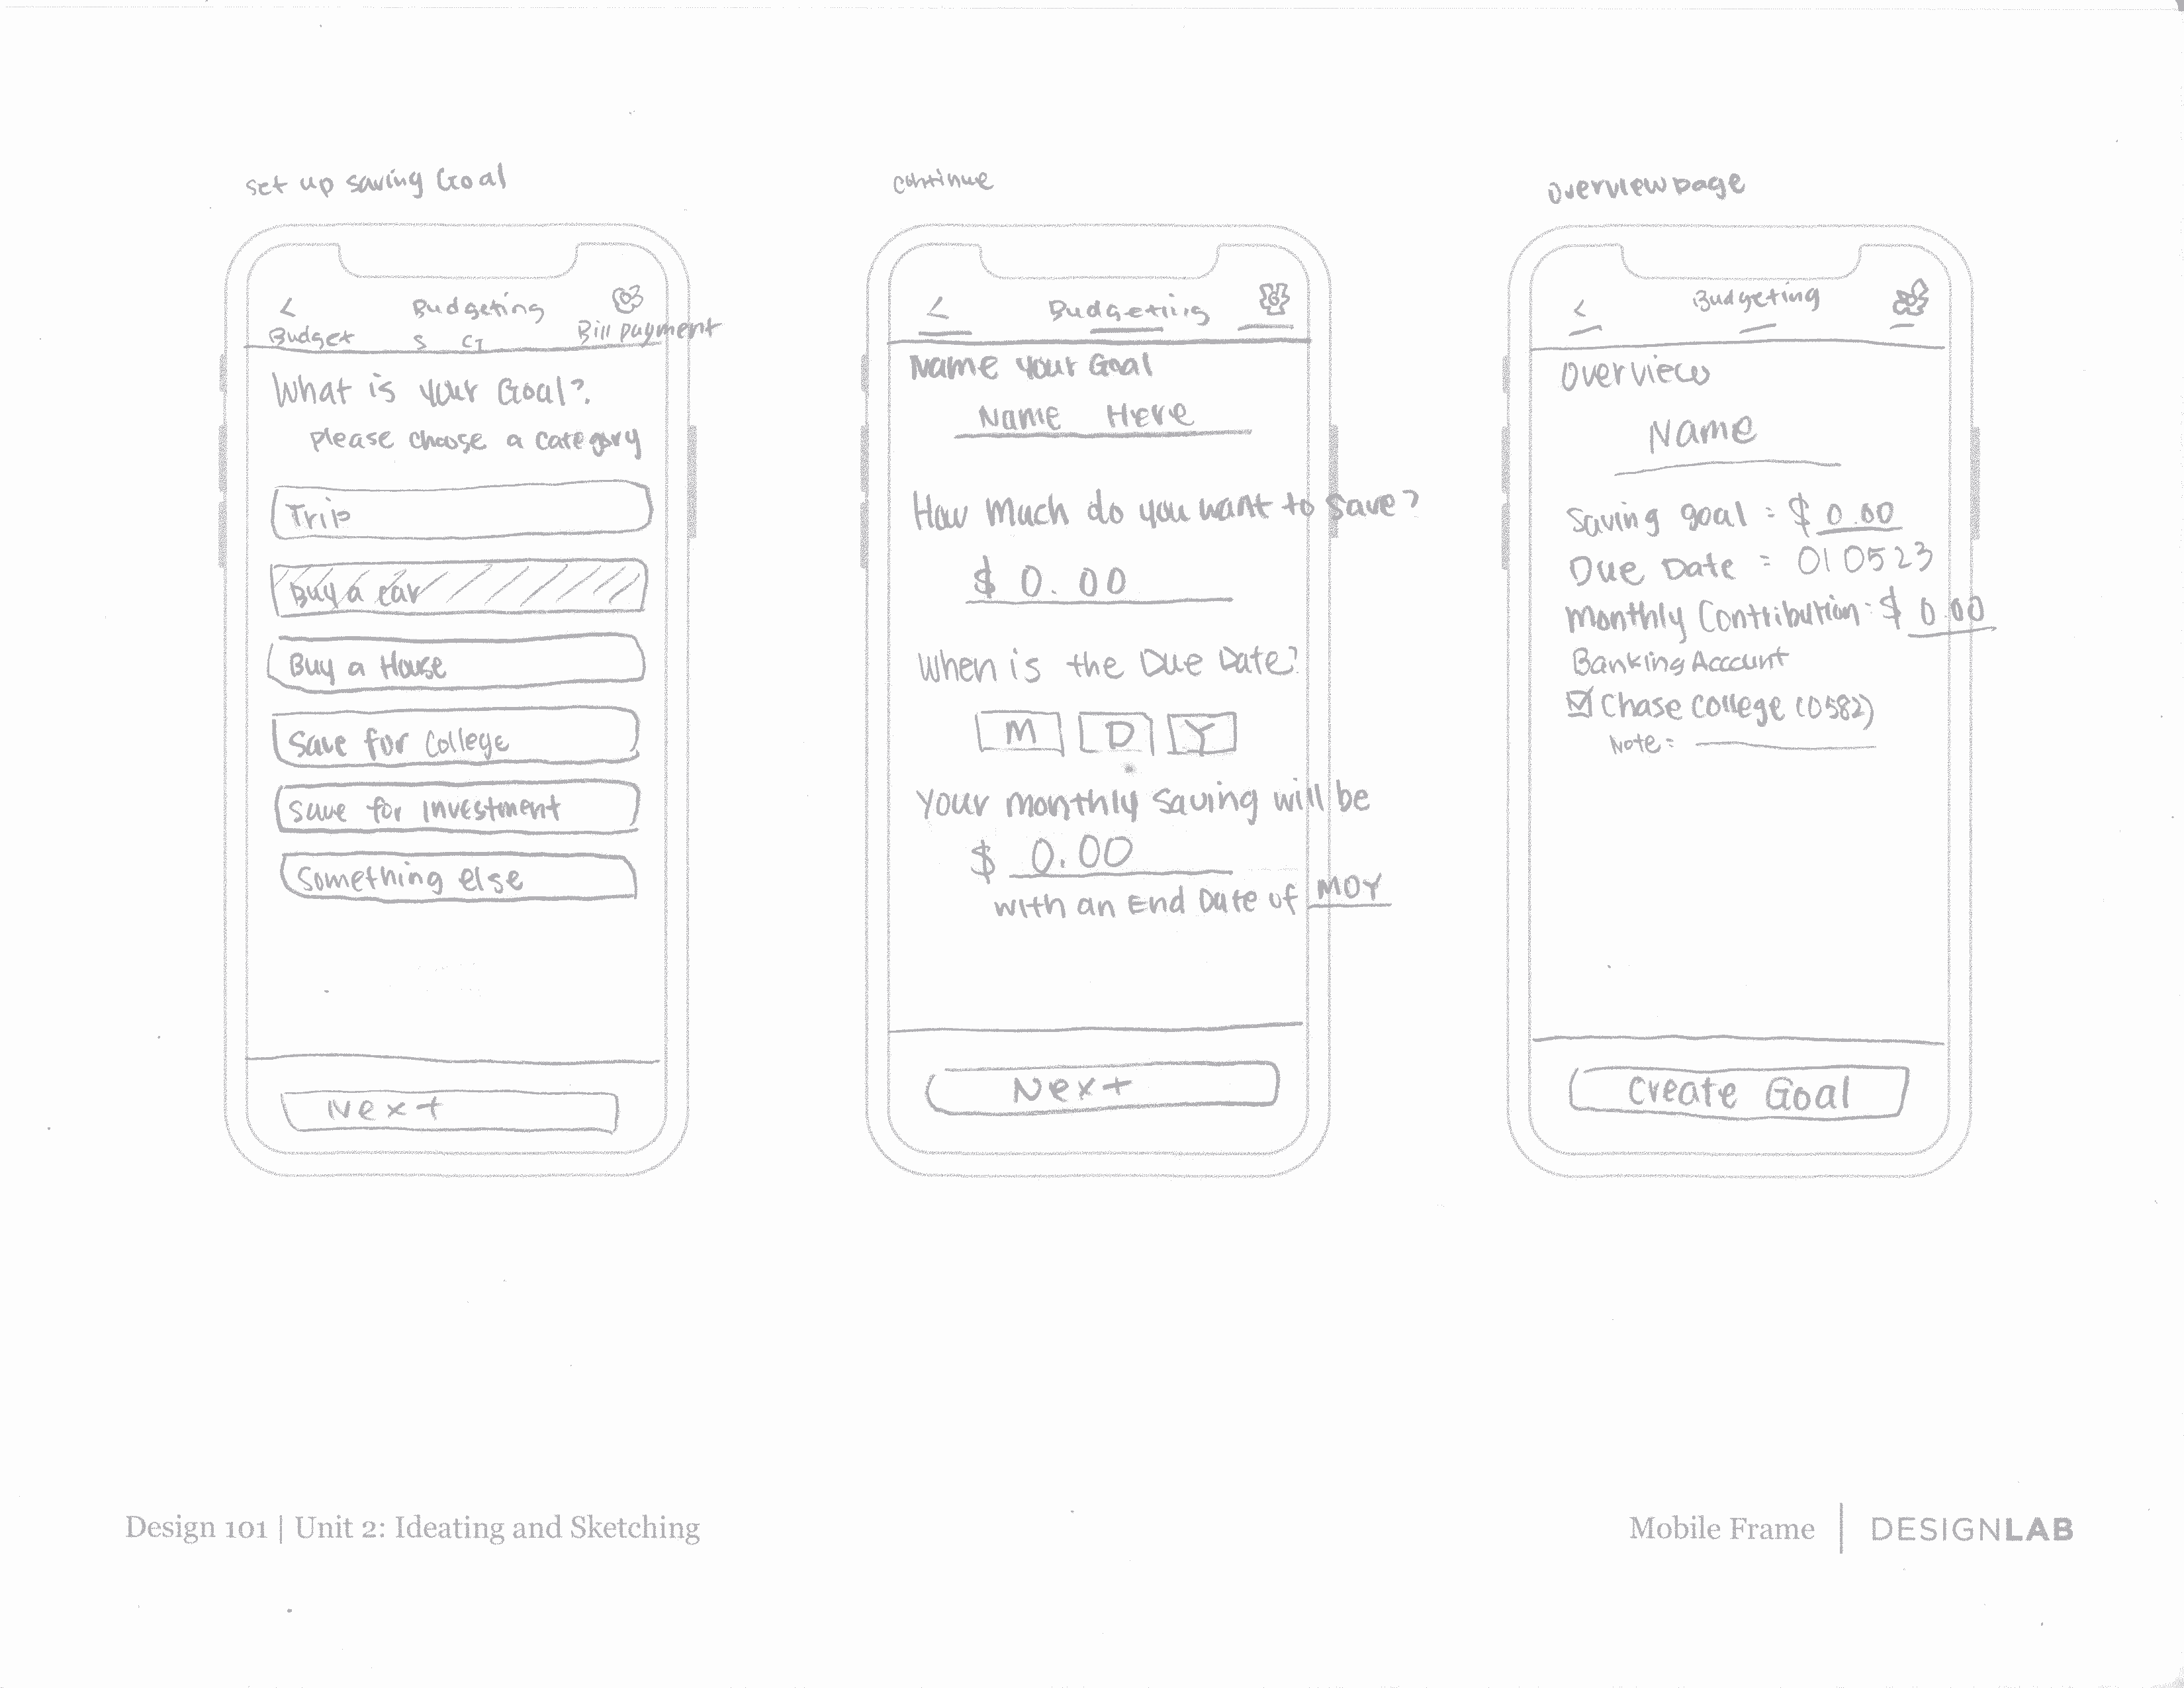 set up saving Goal
<
Budgeting
Budget S G Bill payment
What is your Goal?
please choose a category
Trip
Buy a car
Buy a House
Save for College
Save for Investment
Something else
Next
continue
<
Budgeting
Name your Goal
Name Here
How much do you want to save?
$ 0.00
When is the Due Date?
M D Y
Your monthly saving will be
$ 0.00
with an End Date of MDY
Next
overview page
<
Budgeting
Overview
Name
Saving goal = $ 0.00
Due Date = 010523
Monthly Contribution: $ 0.00
Banking Account
Chase College (0582)
Note:
Create Goal
Design 101 | Unit 2: Ideating and Sketching
Mobile Frame | DESIGNLAB